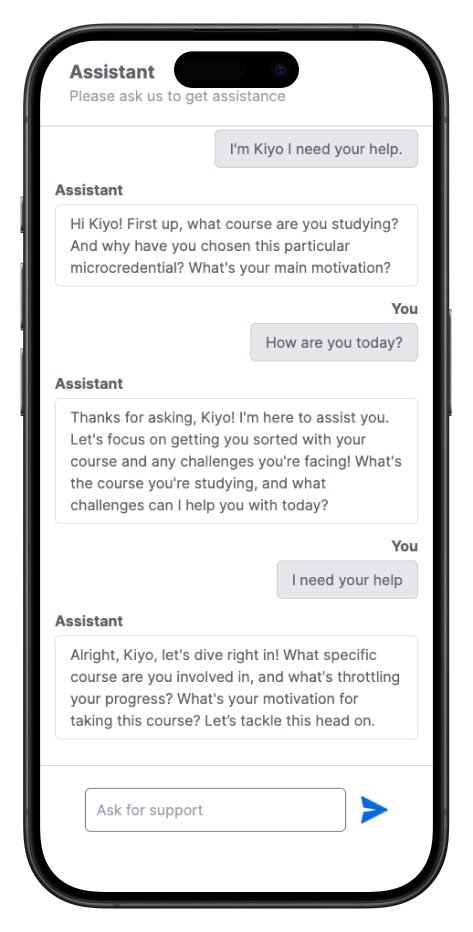 Assistant
Please ask us to get assistance
I'm Kiyo I need your help.
Assistant
Hi Kiyo! First up, what course are you studying?
And why have you chosen this particular
microcredential? What's your main motivation?
You
How are you today?
Assistant
Thanks for asking, Kiyo! I'm here to assist you.
Let's focus on getting you sorted with your
course and any challenges you're facing! What's
the course you're studying, and what
challenges can I help you with today?
You
I need your help
Assistant
Alright, Kiyo, let's dive right in! What specific
course are you involved in, and what's throttling
your progress? What's your motivation for
taking this course? Let’s tackle this head on.
Ask for support